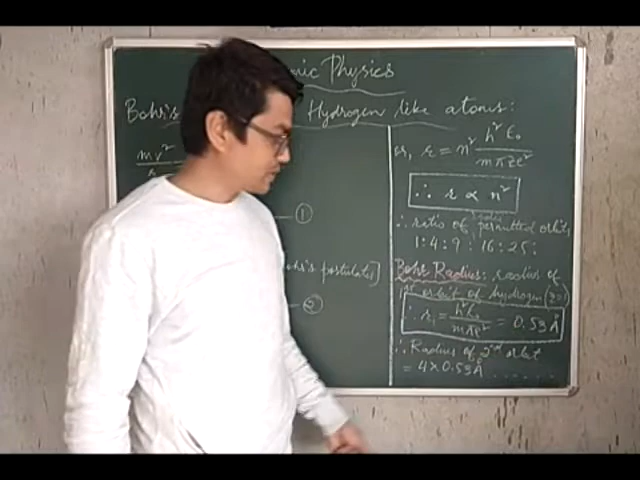 mic Physics
Bohr's Hydrogen like atoms:
mv²
①
Bohr's postulates]
②
or, r = n² h²ε₀ / mπze²
∴ r ∝ n²
∴ ratio of radii permitted orbits
1:4:9:16:25:
Bohr Radius: radius of
1st orbit of hydrogen (z=1)
∴ r₁ = h²ε₀ / mπe² = 0.53 Å
∴ Radius of 2nd orbit
= 4 × 0.53 Å ......